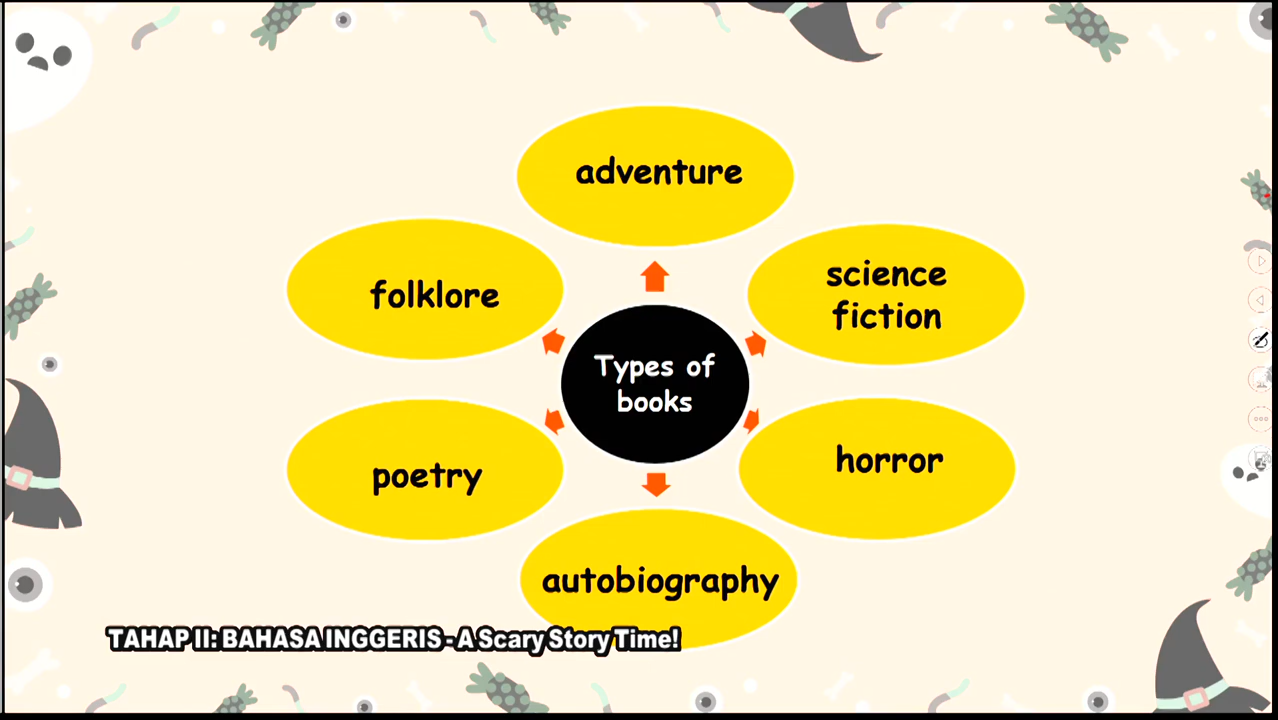 adventure
folklore
science
fiction
Types of
books
poetry
horror
autobiography
TAHAP II: BAHASA INGGERIS - A Scary Story Time!